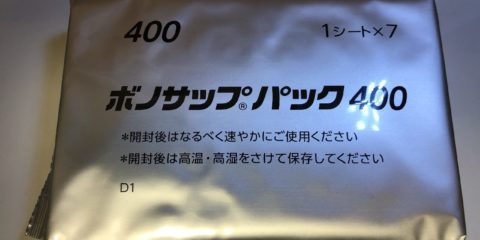 400 1シート×7
ボノサップ®パック400
*開封後はなるべく速やかにご使用ください
*開封後は高温・高湿をさけて保存してください
D1